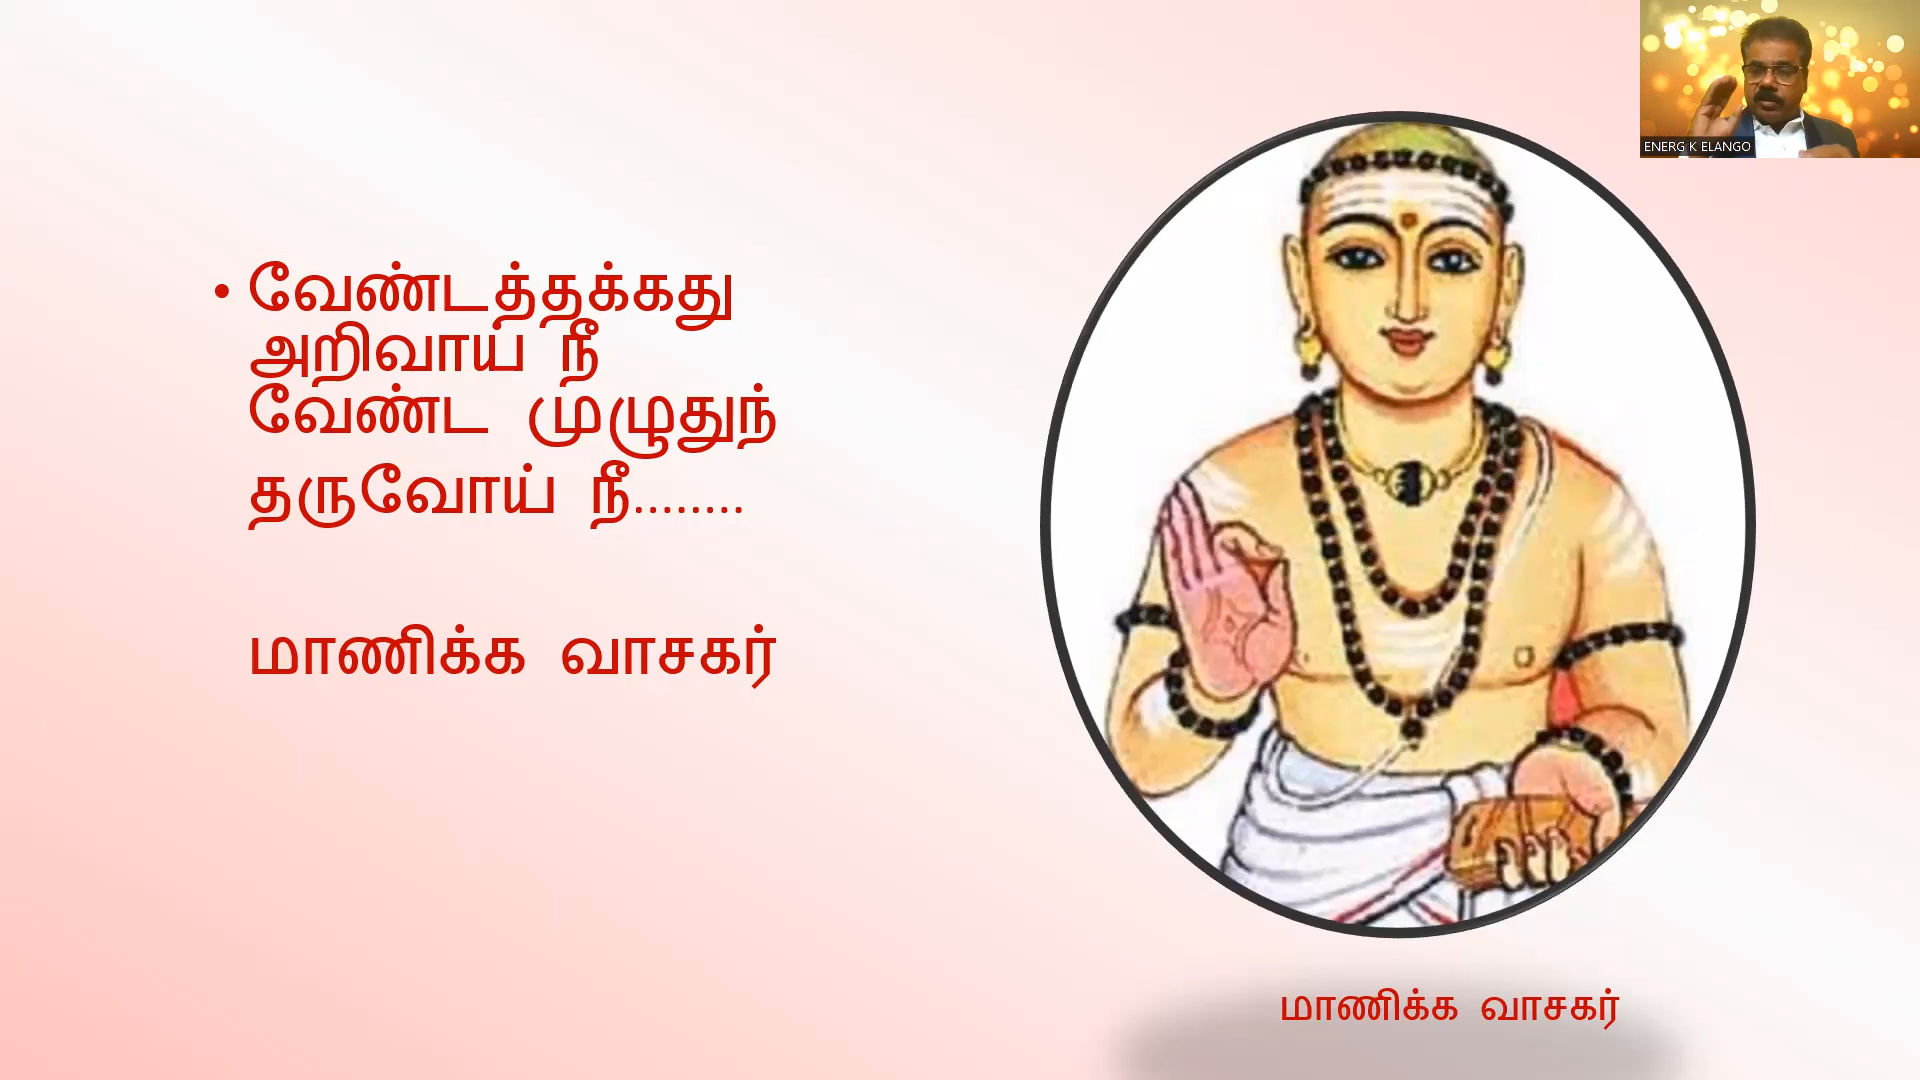 ENERG K ELANGO
• வேண்டத்தக்கது
அறிவாய் நீ
வேண்ட முழுதுந்
தருவோய் நீ........
மாணிக்க வாசகர்
மாணிக்க வாசகர்